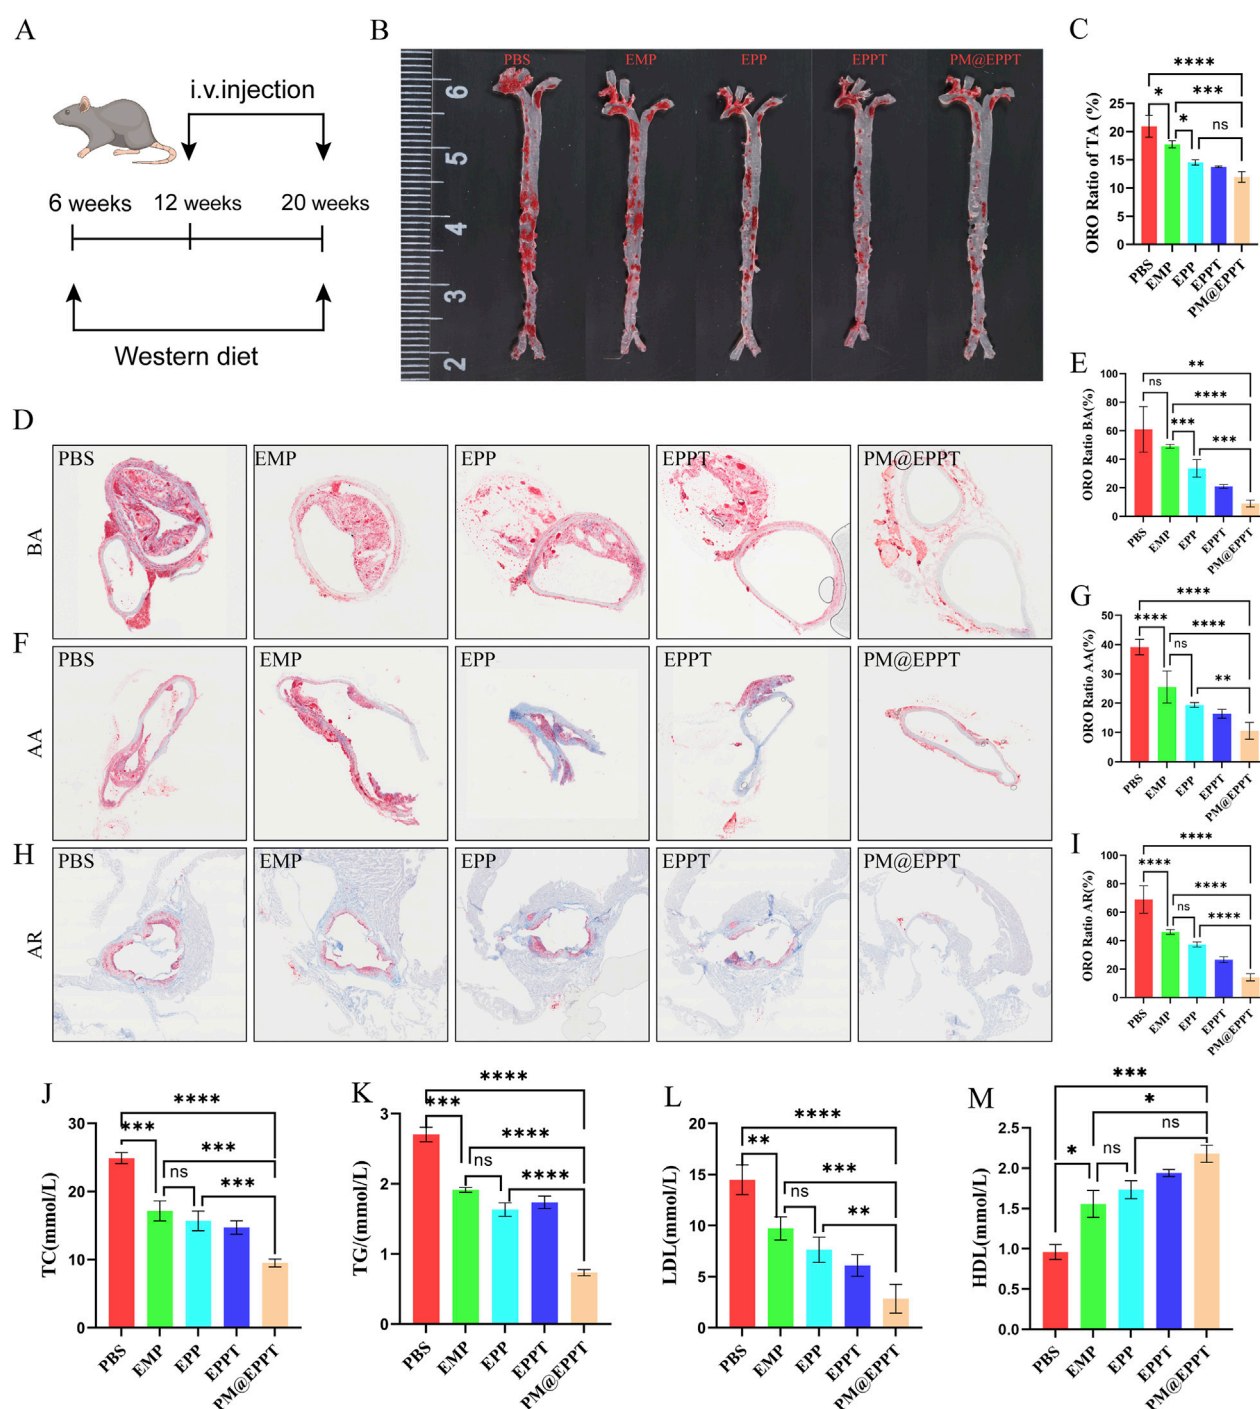 A
i.v.injection
6 weeks
12 weeks
20 weeks
Western diet
B
PBS
EMP
EPP
EPPT
PM@EPPT
6
5
4
3
2
C
ORO Ratio of TA (%)
25
20
15
10
5
0
****
***
*
*
ns
PBS
EMP
EPP
EPPT
PM@EPPT
D
BA
PBS
EMP
EPP
EPPT
PM@EPPT
E
ORO Ratio BA(%)
100
80
60
40
20
0
**
ns
****
***
***
PBS
EMP
EPP
EPPT
PM@EPPT
F
AA
PBS
EMP
EPP
EPPT
PM@EPPT
G
ORO Ratio AA(%)
40
30
20
10
0
****
****
****
ns
**
PBS
EMP
EPP
EPPT
PM@EPPT
H
AR
PBS
EMP
EPP
EPPT
PM@EPPT
I
ORO Ratio AR(%)
80
60
40
20
0
****
****
****
ns
****
PBS
EMP
EPP
EPPT
PM@EPPT
J
TC(mmol/L)
30
20
10
0
****
***
***
ns
***
PBS
EMP
EPP
EPPT
PM@EPPT
K
TG/(mmol/L)
3
2
1
0
****
***
****
ns
****
PBS
EMP
EPP
EPPT
PM@EPPT
L
LDL(mmol/L)
20
15
10
5
0
****
**
***
ns
**
PBS
EMP
EPP
EPPT
PM@EPPT
M
HDL(mmol/L)
2.5
2.0
1.5
1.0
0.5
0.0
***
*
ns
*
ns
PBS
EMP
EPP
EPPT
PM@EPPT